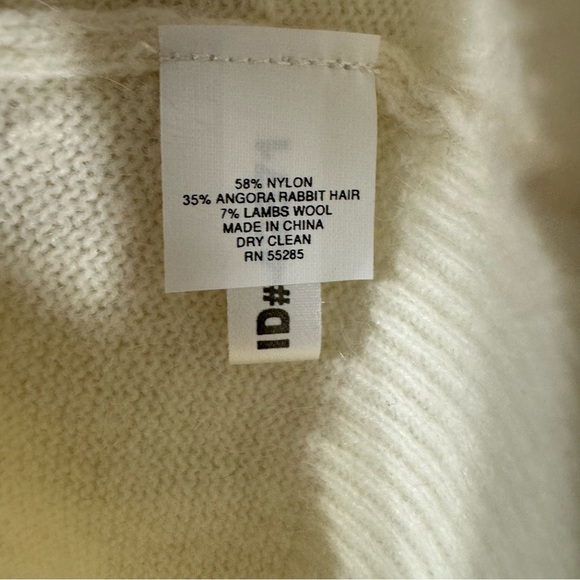 58% NYLON
35% ANGORA RABBIT HAIR
7% LAMBS WOOL
MADE IN CHINA
DRY CLEAN
RN 55285
ID#